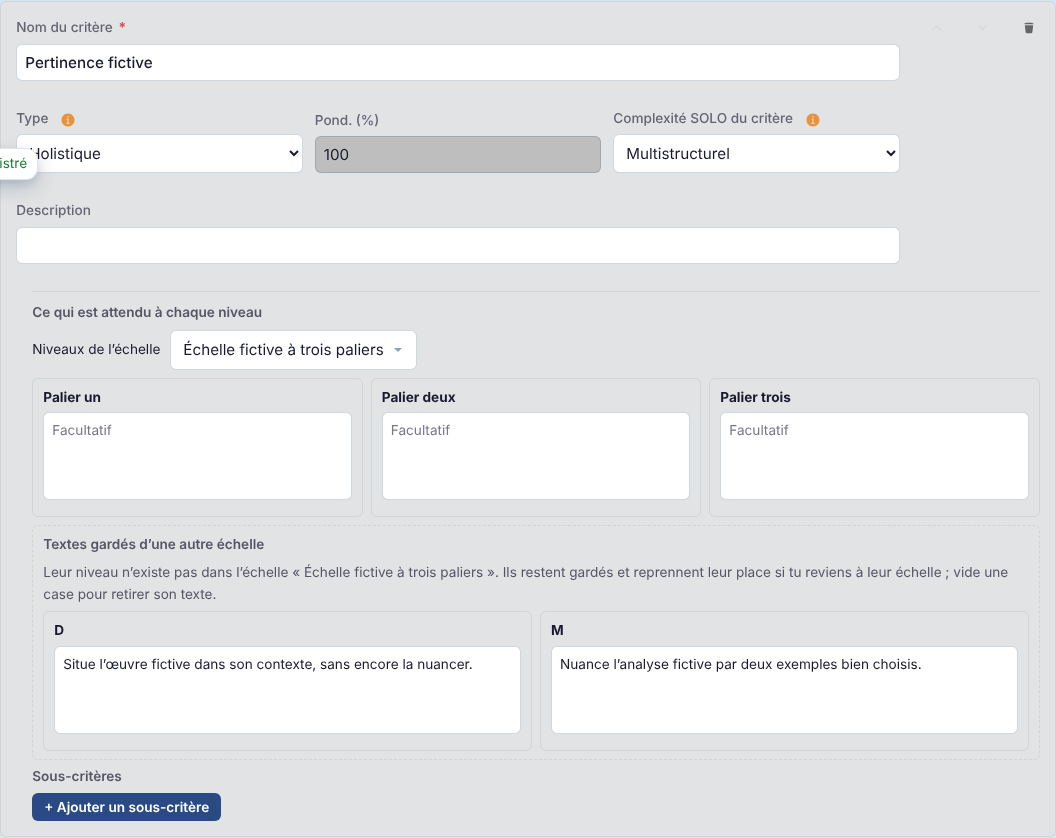 Nom du critère *
Pertinence fictive
Type
Pond. (%)
Complexité SOLO du critère
Holistique
100
Multistructurel
istré
Description
Ce qui est attendu à chaque niveau
Niveaux de l’échelle
Échelle fictive à trois paliers
Palier un
Palier deux
Palier trois
Facultatif
Facultatif
Facultatif
Textes gardés d’une autre échelle
Leur niveau n’existe pas dans l’échelle « Échelle fictive à trois paliers ». Ils restent gardés et reprennent leur place si tu reviens à leur échelle ; vide une
case pour retirer son texte.
D
M
Situe l’œuvre fictive dans son contexte, sans encore la nuancer.
Nuance l’analyse fictive par deux exemples bien choisis.
Sous-critères
+ Ajouter un sous-critère